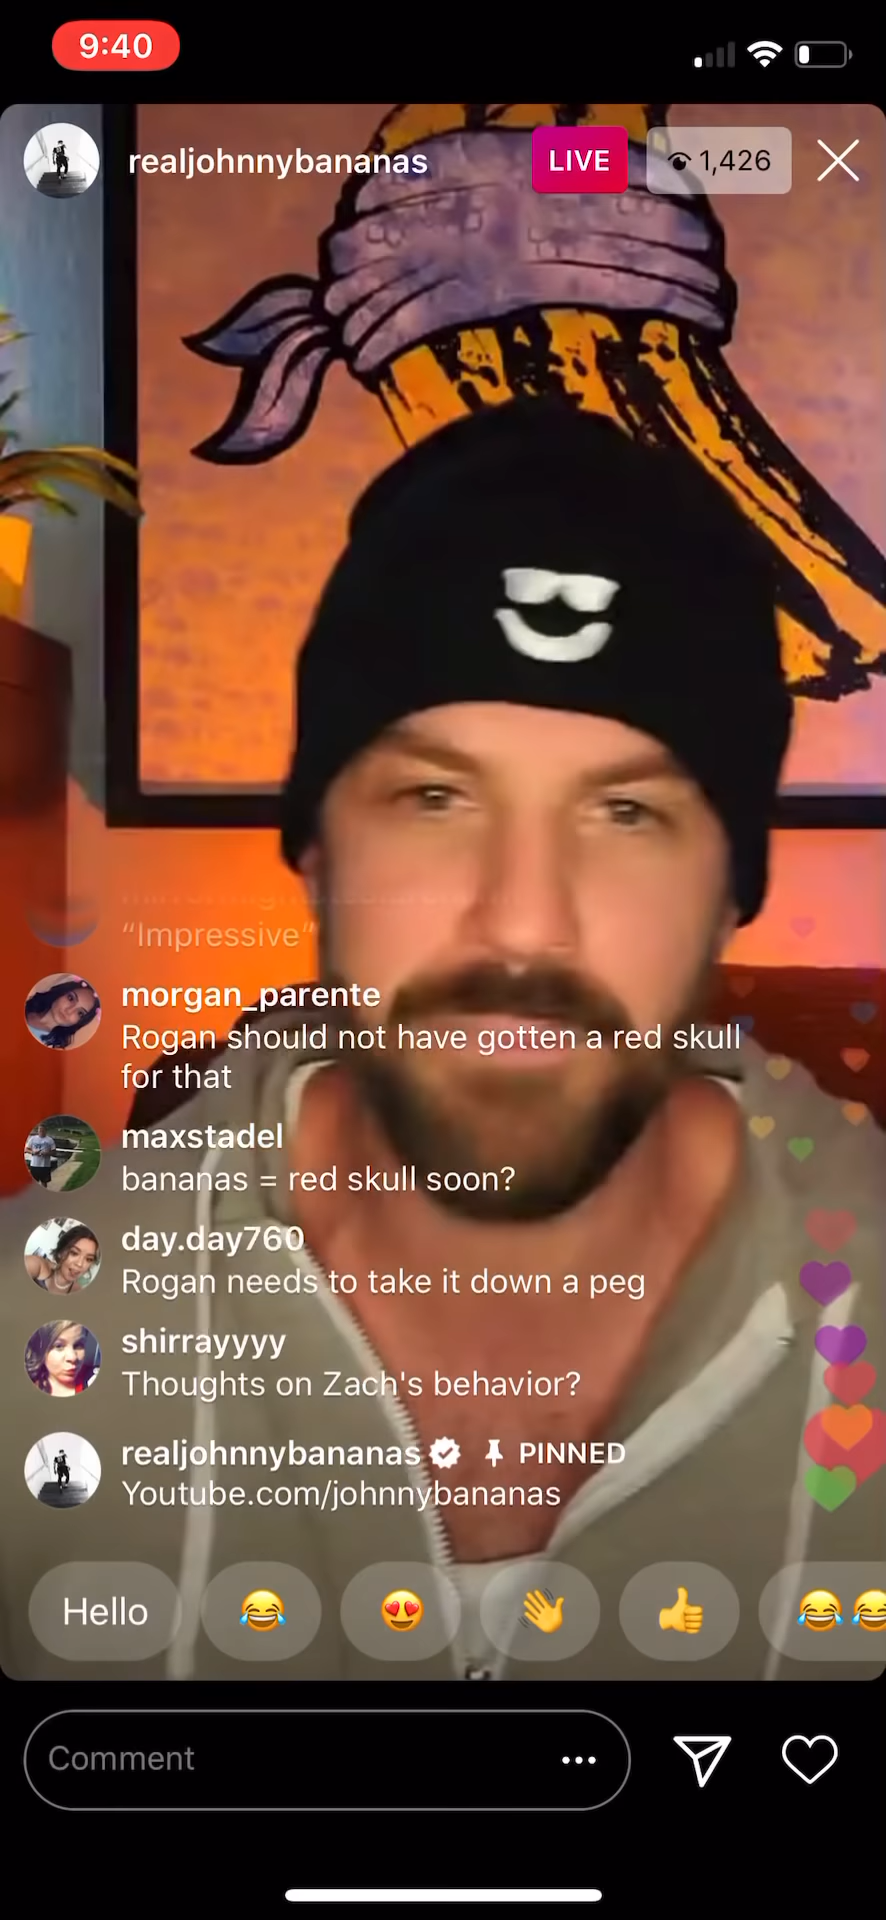 9:40
realjohnnybananas LIVE 1,426
“Impressive”
morgan_parente
Rogan should not have gotten a red skull
for that
maxstadel
bananas = red skull soon?
day.day760
Rogan needs to take it down a peg
shirrayyyy
Thoughts on Zach's behavior?
realjohnnybananas PINNED
Youtube.com/johnnybananas
Hello
Comment